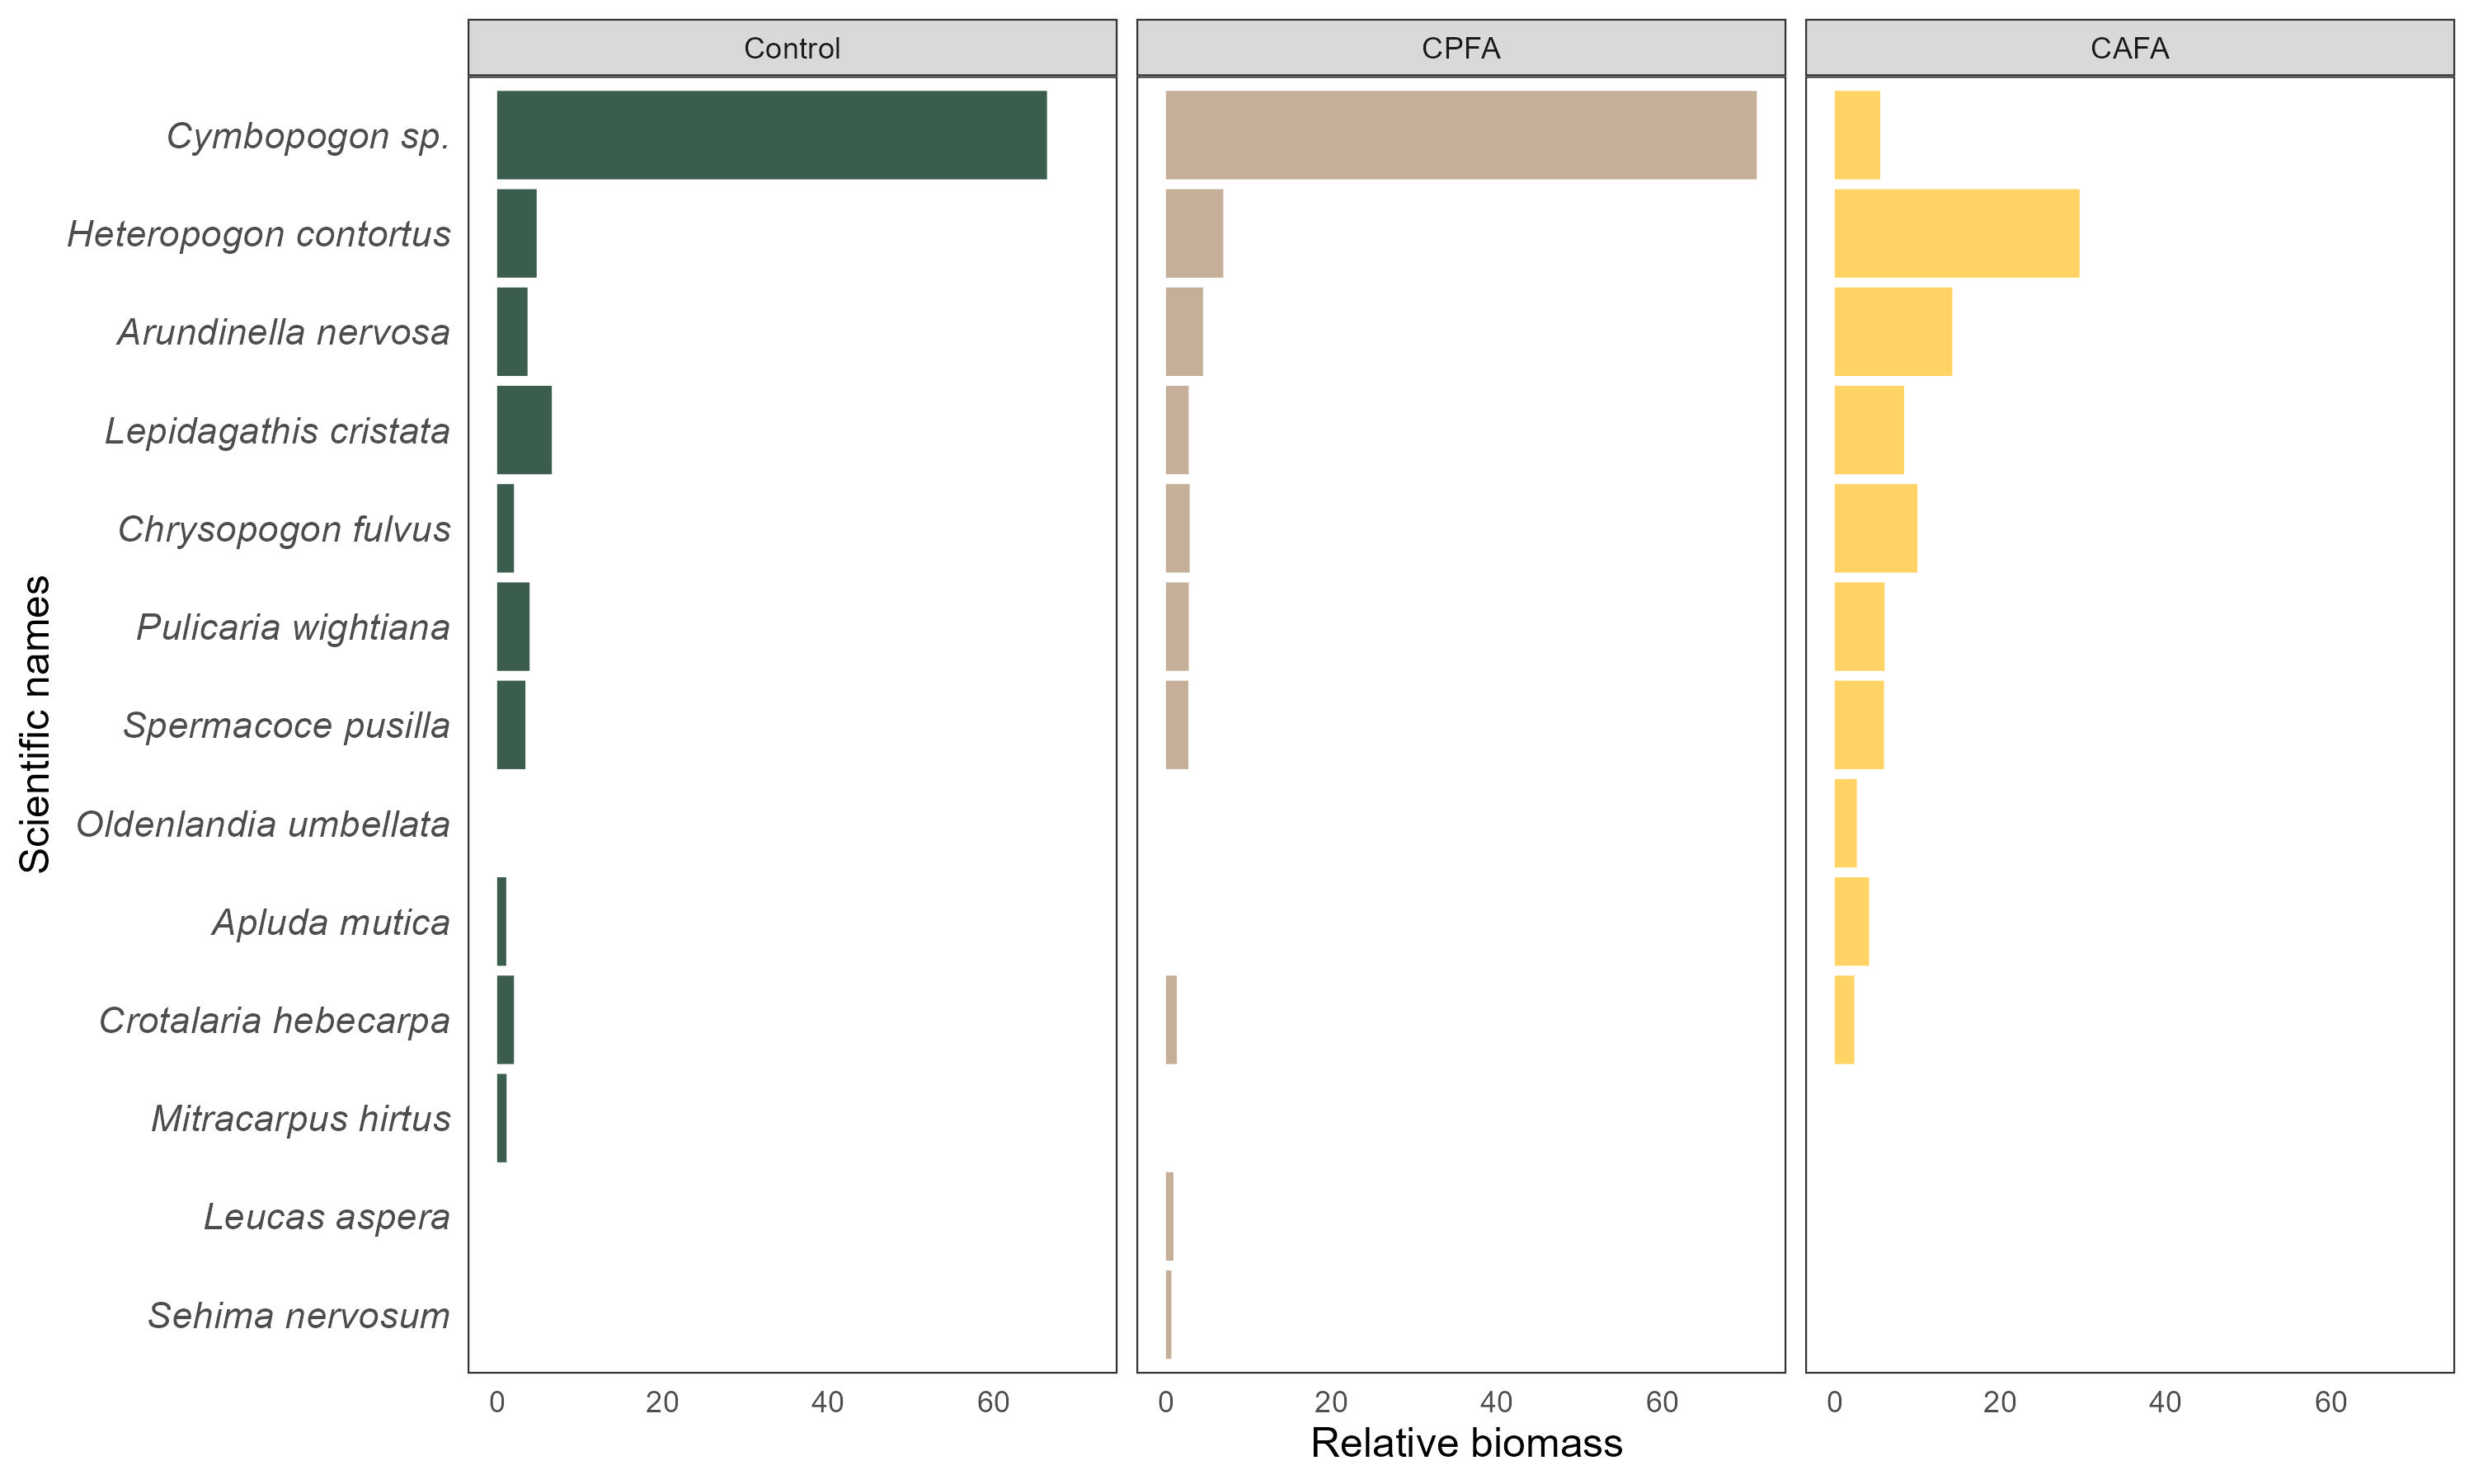 Control
CPFA
CAFA
Scientific names
Cymbopogon sp.
Heteropogon contortus
Arundinella nervosa
Lepidagathis cristata
Chrysopogon fulvus
Pulicaria wightiana
Spermacoce pusilla
Oldenlandia umbellata
Apluda mutica
Crotalaria hebecarpa
Mitracarpus hirtus
Leucas aspera
Sehima nervosum
0 20 40 60
0 20 40 60
0 20 40 60
Relative biomass